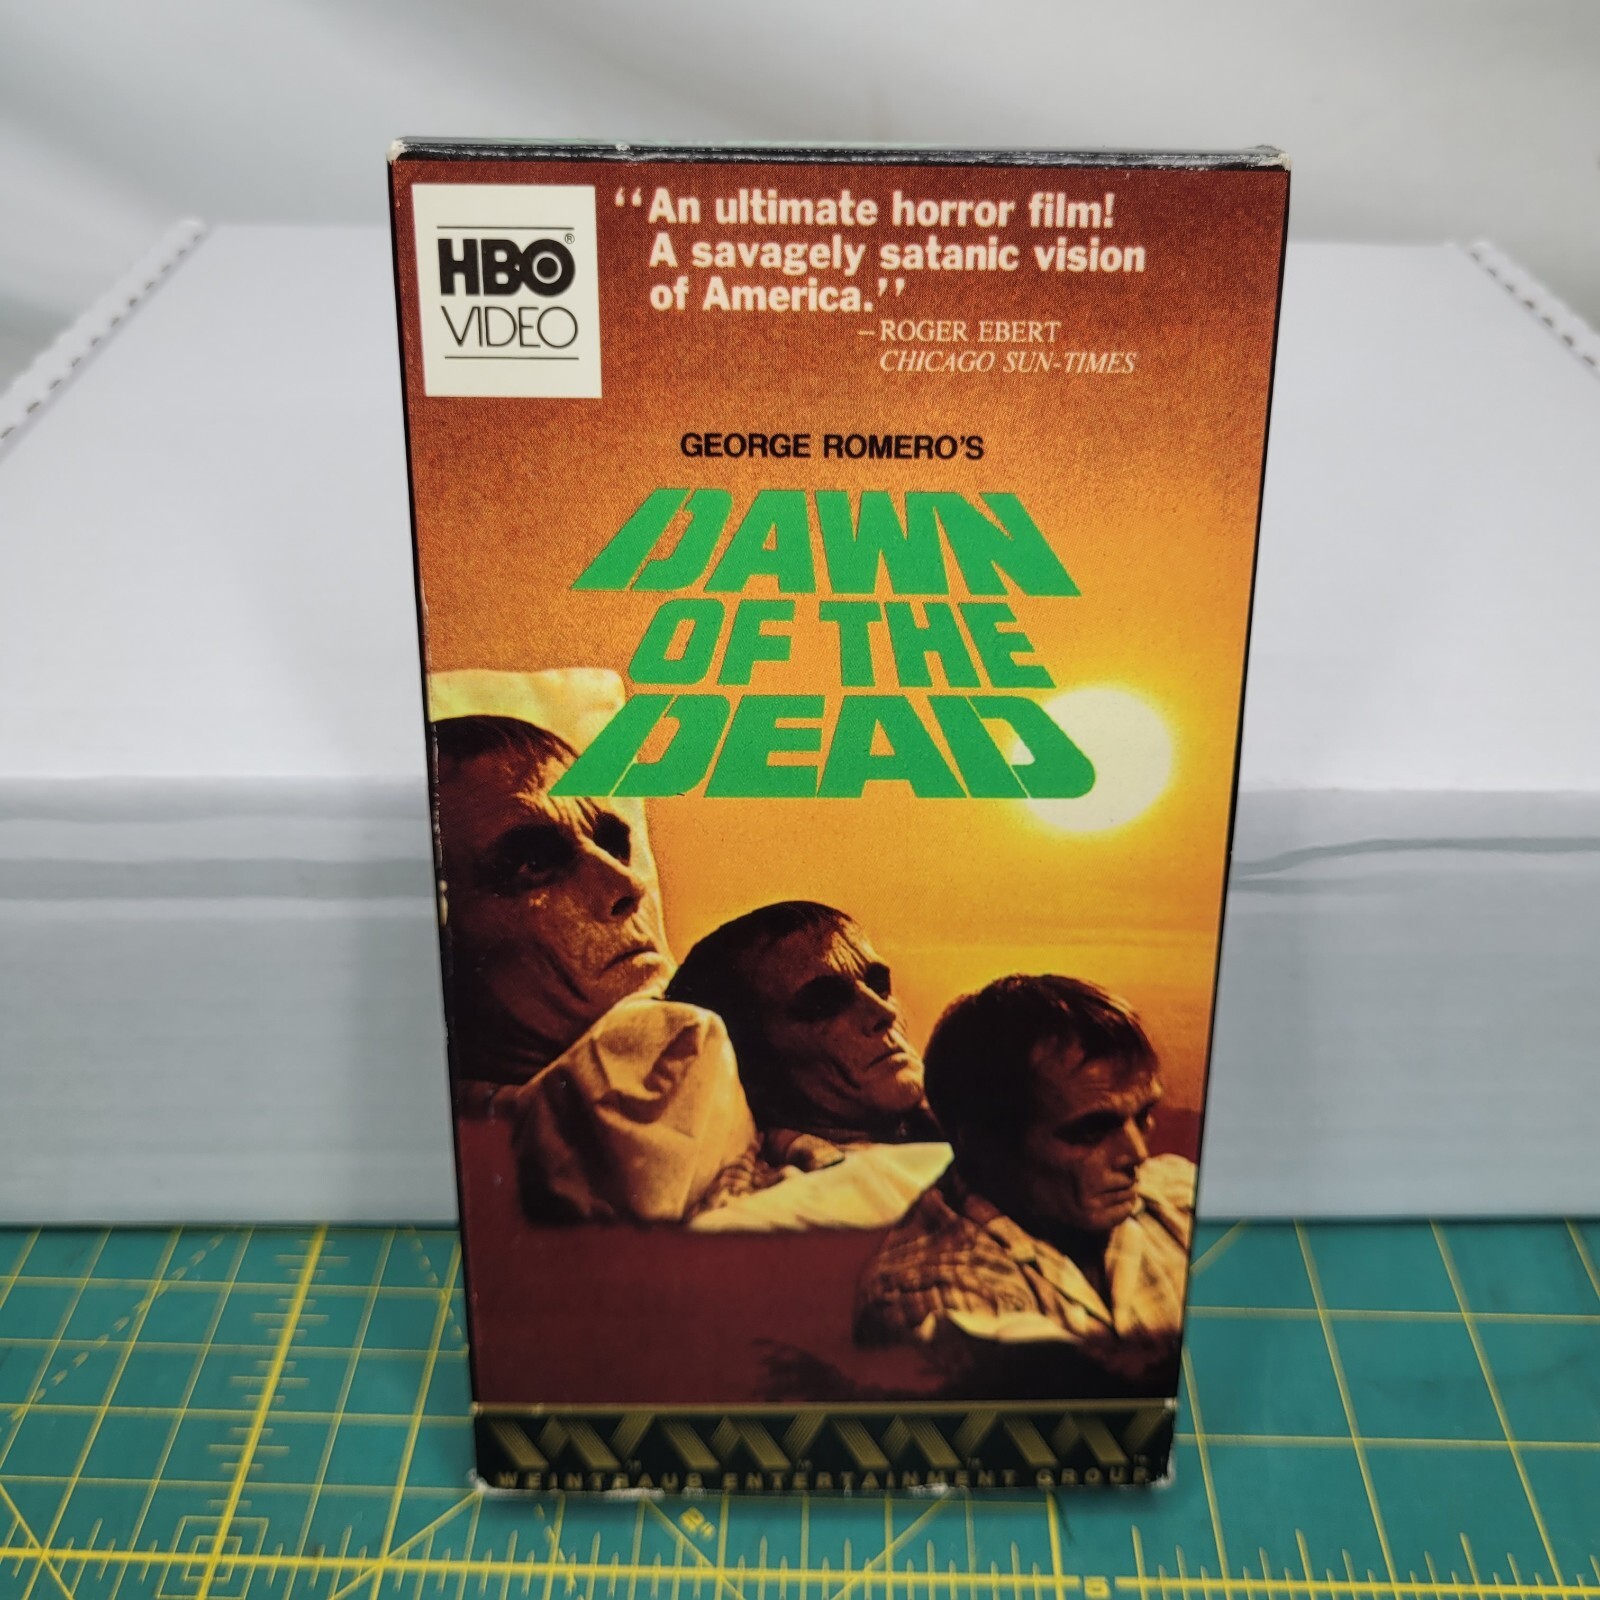 HBO®
VIDEO
“An ultimate horror film!
A savagely satanic vision
of America.”
—ROGER EBERT
CHICAGO SUN-TIMES
GEORGE ROMERO'S
DAWN
OF THE
DEAD
WEINTRAUB ENTERTAINMENT GROUP
2"